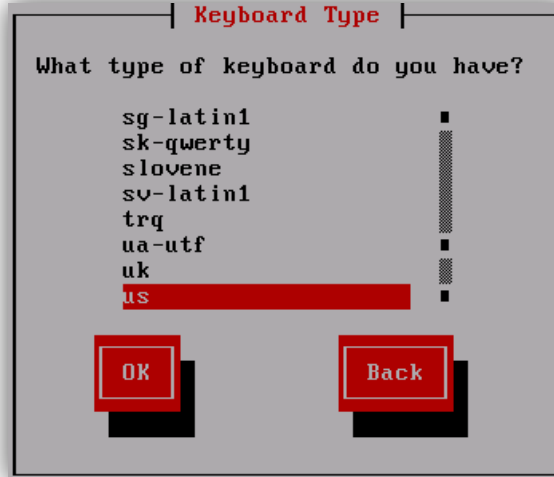 Keyboard Type
What type of keyboard do you have?
sg-latin1
sk-qwerty
slovene
sv-latin1
trq
ua-utf
uk
us
OK Back